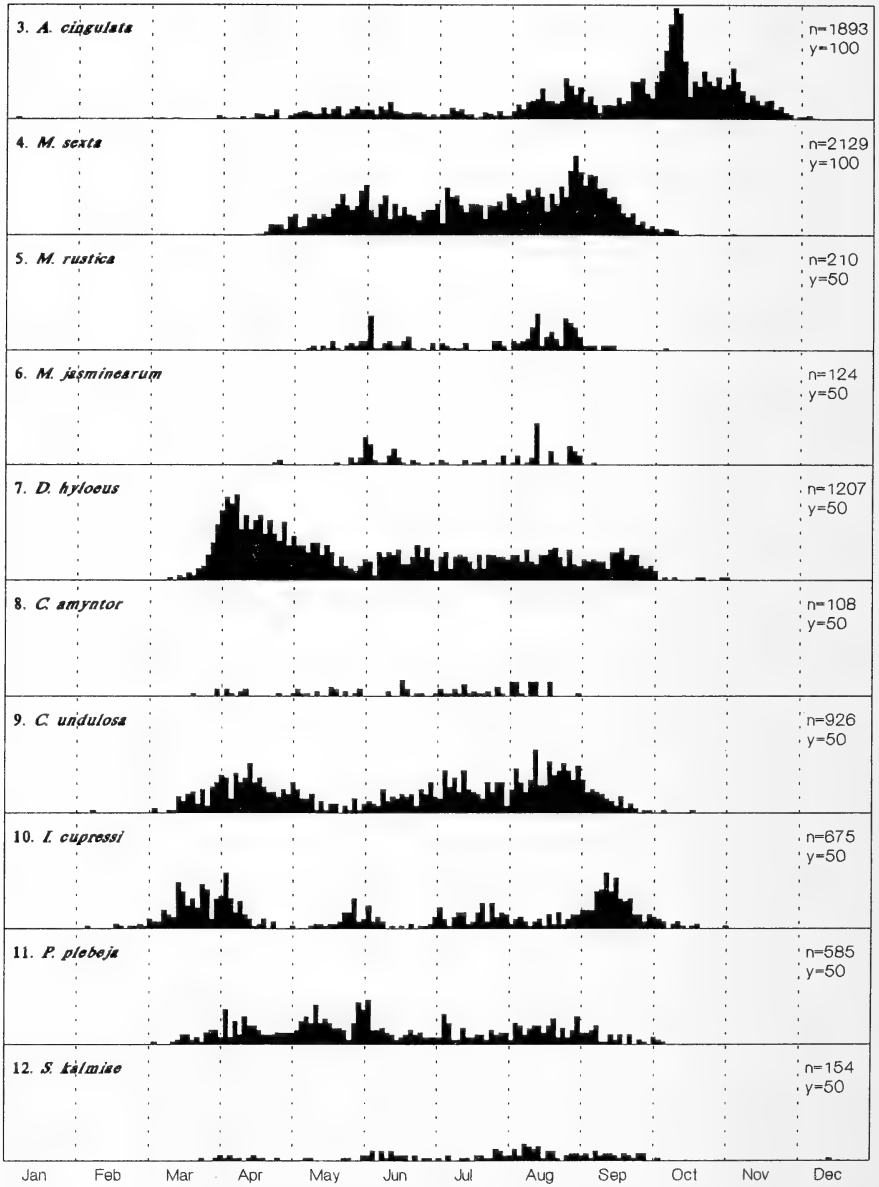 3. A. cingulata
n=1893
y=100
4. M. sexta
n=2129
y=100
5. M. rustica
n=210
y=50
6. M. jasminearum
n=124
y=50
7. D. hyloeus
n=1207
y=50
8. C. amyntor
n=108
y=50
9. C. undulosa
n=926
y=50
10. I. cupressi
n=675
y=50
11. P. plebeja
n=585
y=50
12. S. kalmiae
n=154
y=50
Jan Feb Mar Apr May Jun Jul Aug Sep Oct Nov Dec